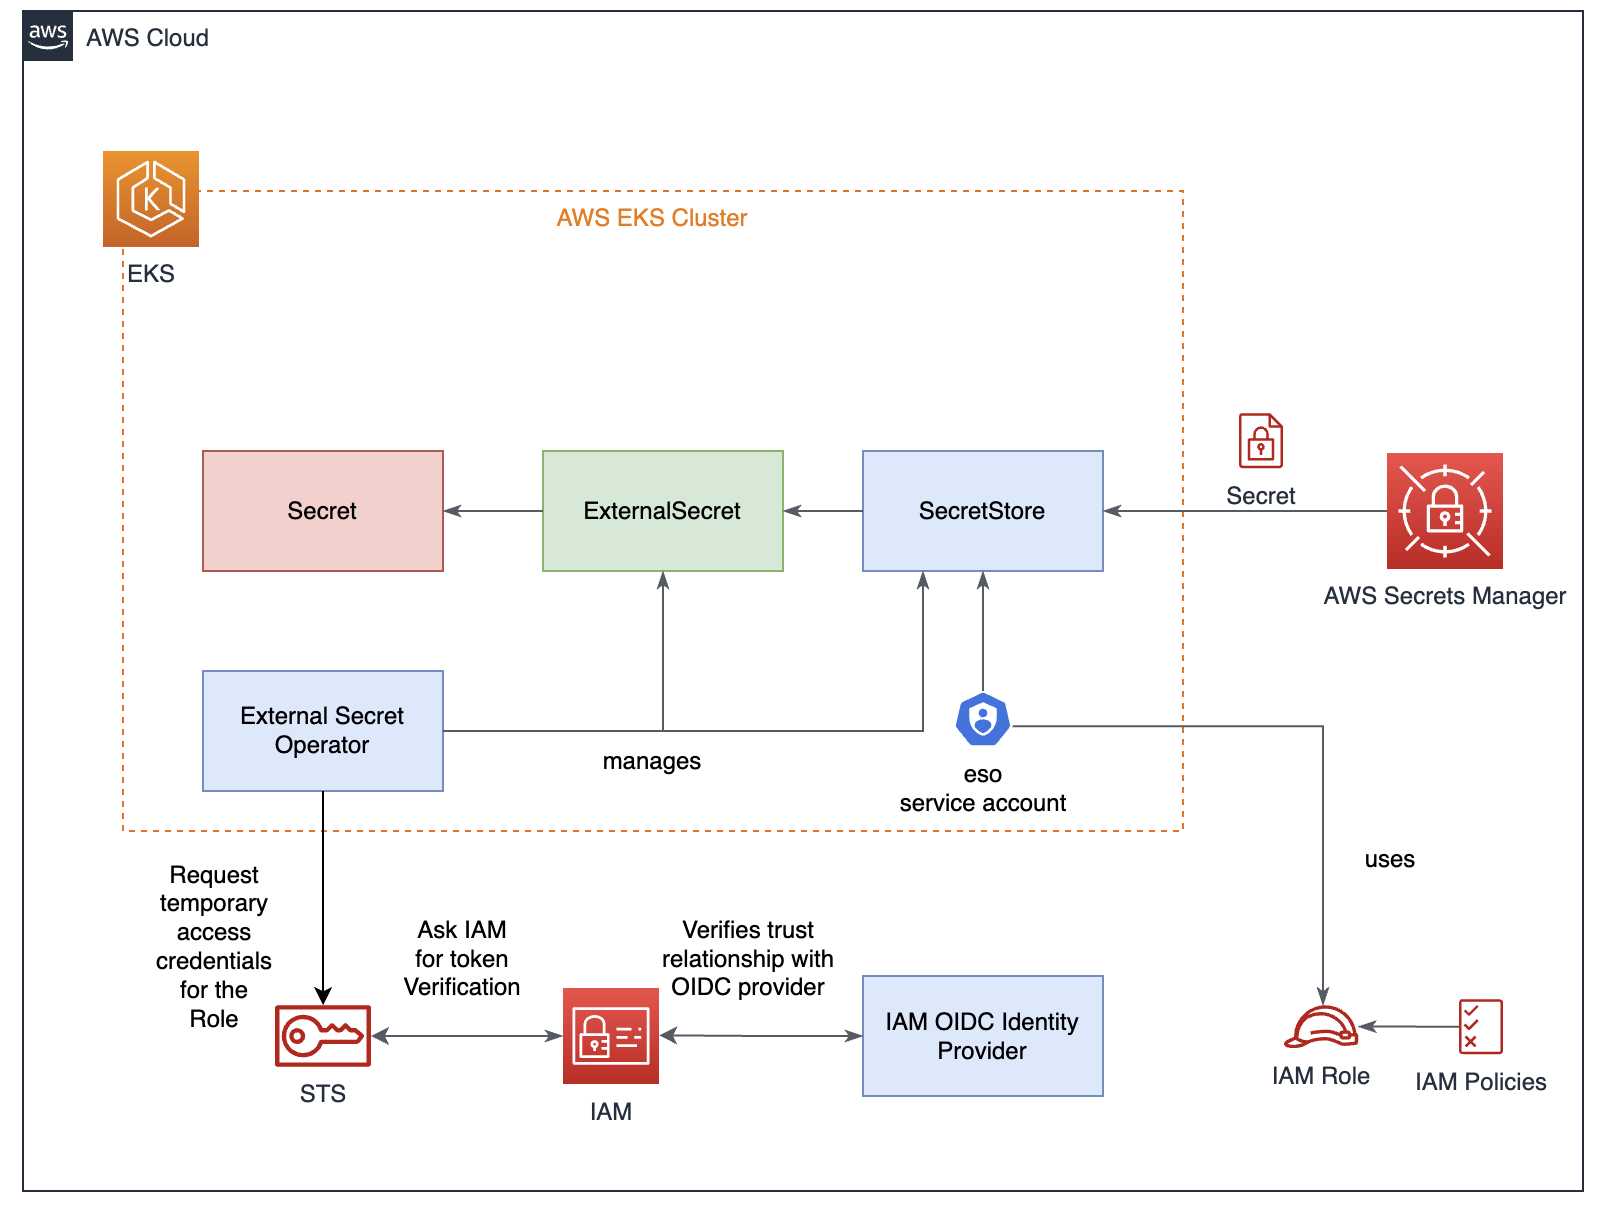 aws
AWS Cloud
K
AWS EKS Cluster
EKS
Secret
ExternalSecret
SecretStore
Secret
AWS Secrets Manager
External Secret
Operator
manages
eso
service account
uses
Request
temporary
access
credentials
for the
Role
Ask IAM
for token
Verification
Verifies trust
relationship with
OIDC provider
IAM OIDC Identity
Provider
STS
IAM
IAM Role
IAM Policies